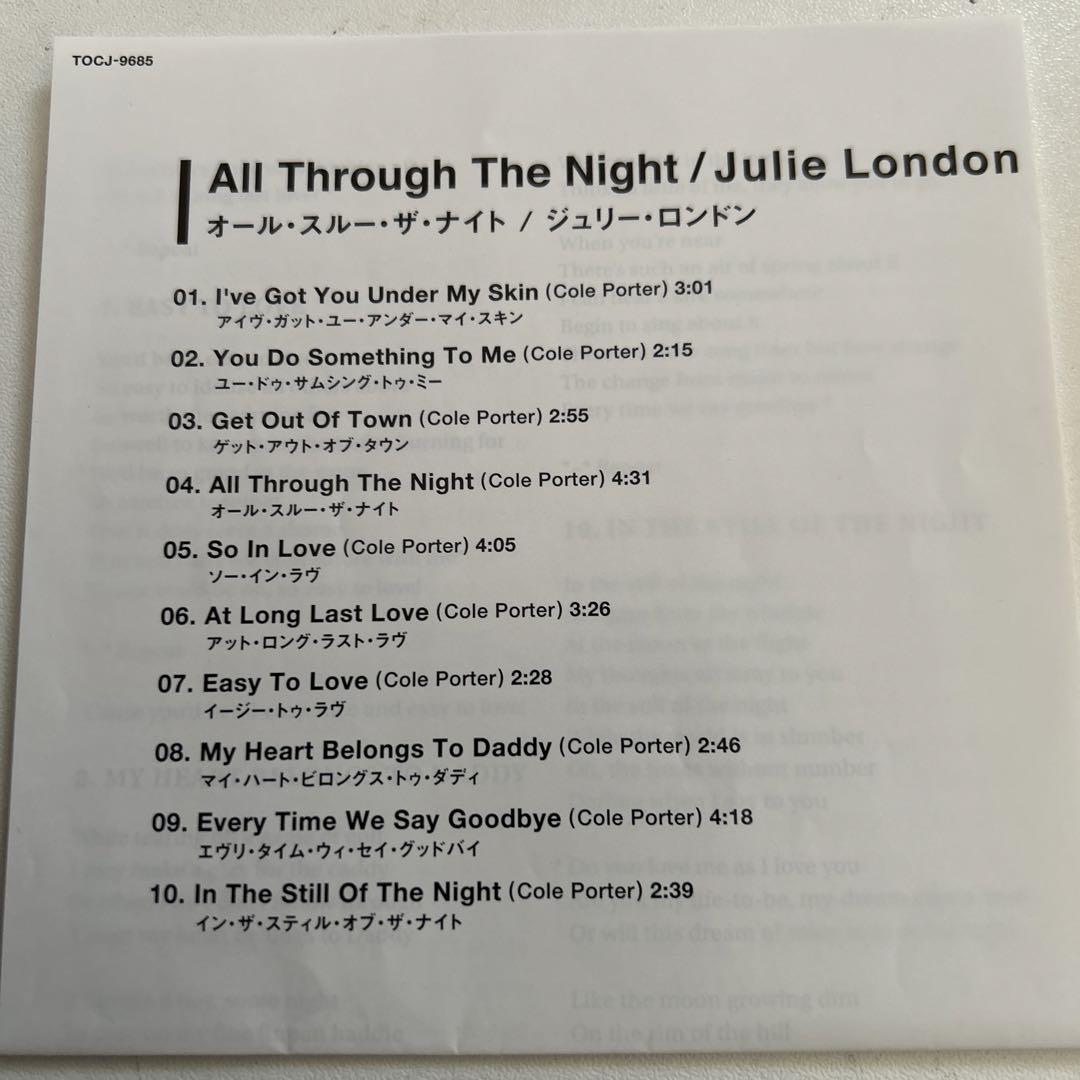 TOCJ-9685
All Through The Night / Julie London
オール・スルー・ザ・ナイト / ジュリー・ロンドン
01. I've Got You Under My Skin (Cole Porter) 3:01
アイヴ・ガット・ユー・アンダー・マイ・スキン
02. You Do Something To Me (Cole Porter) 2:15
ユー・ドゥ・サムシング・トゥ・ミー
03. Get Out Of Town (Cole Porter) 2:55
ゲット・アウト・オブ・タウン
04. All Through The Night (Cole Porter) 4:31
オール・スルー・ザ・ナイト
05. So In Love (Cole Porter) 4:05
ソー・イン・ラヴ
06. At Long Last Love (Cole Porter) 3:26
アット・ロング・ラスト・ラヴ
07. Easy To Love (Cole Porter) 2:28
イージー・トゥ・ラヴ
08. My Heart Belongs To Daddy (Cole Porter) 2:46
マイ・ハート・ビロングス・トゥ・ダディ
09. Every Time We Say Goodbye (Cole Porter) 4:18
エヴリ・タイム・ウィ・セイ・グッドバイ
10. In The Still Of The Night (Cole Porter) 2:39
イン・ザ・スティル・オブ・ザ・ナイト